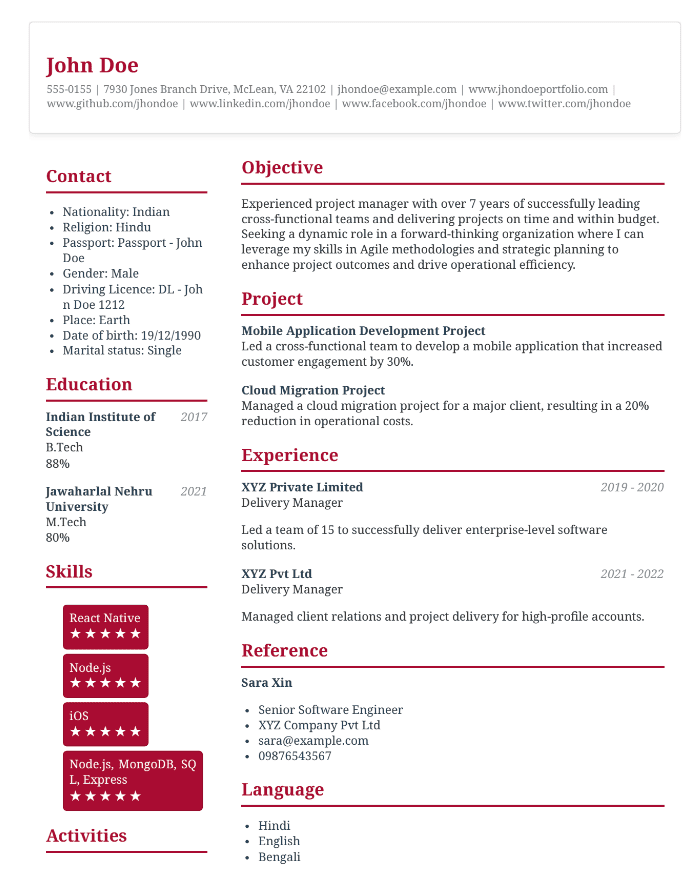 John Doe
555-0155 | 7930 Jones Branch Drive, McLean, VA 22102 | jhondoe@example.com | www.jhondoeportfolio.com |
www.github.com/jhondoe | www.linkedin.com/jhondoe | www.facebook.com/jhondoe | www.twitter.com/jhondoe
Contact
• Nationality: Indian
• Religion: Hindu
• Passport: Passport - John
Doe
• Gender: Male
• Driving Licence: DL - Joh
n Doe 1212
• Place: Earth
• Date of birth: 19/12/1990
• Marital status: Single
Education
Indian Institute of 2017
Science
B.Tech
88%
Jawaharlal Nehru 2021
University
M.Tech
80%
Skills
React Native
★★★★★
Node.js
★★★★★
iOS
★★★★★
Node.js, MongoDB, SQ
L, Express
★★★★★
Activities
Objective
Experienced project manager with over 7 years of successfully leading
cross-functional teams and delivering projects on time and within budget.
Seeking a dynamic role in a forward-thinking organization where I can
leverage my skills in Agile methodologies and strategic planning to
enhance project outcomes and drive operational efficiency.
Project
Mobile Application Development Project
Led a cross-functional team to develop a mobile application that increased
customer engagement by 30%.
Cloud Migration Project
Managed a cloud migration project for a major client, resulting in a 20%
reduction in operational costs.
Experience
XYZ Private Limited 2019 - 2020
Delivery Manager
Led a team of 15 to successfully deliver enterprise-level software
solutions.
XYZ Pvt Ltd 2021 - 2022
Delivery Manager
Managed client relations and project delivery for high-profile accounts.
Reference
Sara Xin
• Senior Software Engineer
• XYZ Company Pvt Ltd
• sara@example.com
• 09876543567
Language
• Hindi
• English
• Bengali